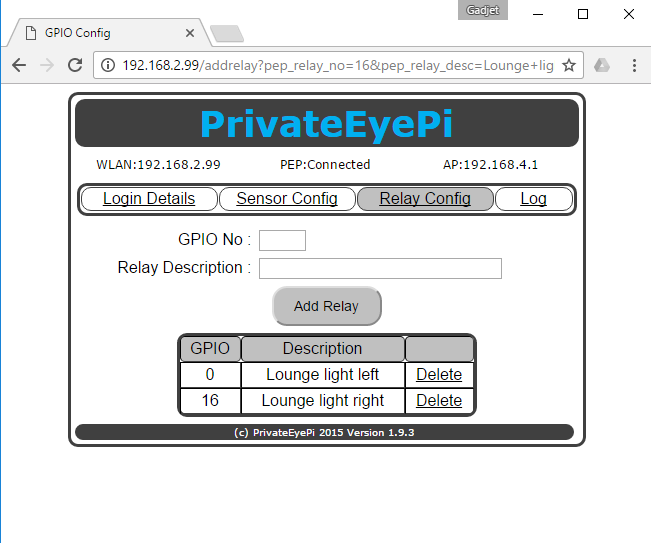 Gadjet
GPIO Config
192.168.2.99/addrelay?pep_relay_no=16&pep_relay_desc=Lounge+lig
PrivateEyePi
WLAN:192.168.2.99 PEP:Connected AP:192.168.4.1
Login Details Sensor Config Relay Config Log
GPIO No :
Relay Description :
Add Relay
GPIO Description
0 Lounge light left Delete
16 Lounge light right Delete
(c) PrivateEyePi 2015 Version 1.9.3